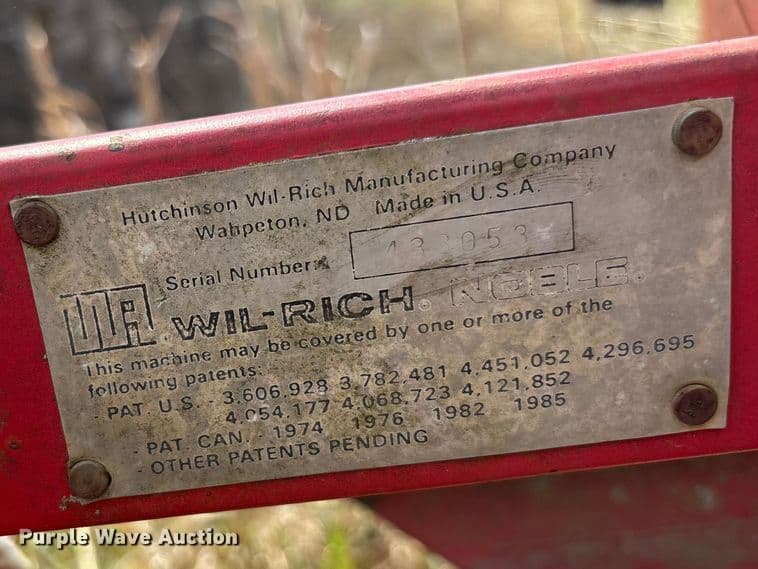 Hutchinson Wil-Rich Manufacturing Company
Wahpeton, ND Made in U.S.A.
Serial Number:
WR WIL-RICH. NOBLE.
This machine may be covered by one or more of the
following patents:
- PAT. U.S. - 3,606,928 3,782,481 4,451,052 4,296,695
4,054,177 4,068,723 4,121,852
- PAT. CAN. - 1974 1976 1982 1985
- OTHER PATENTS PENDING
Purple Wave Auction